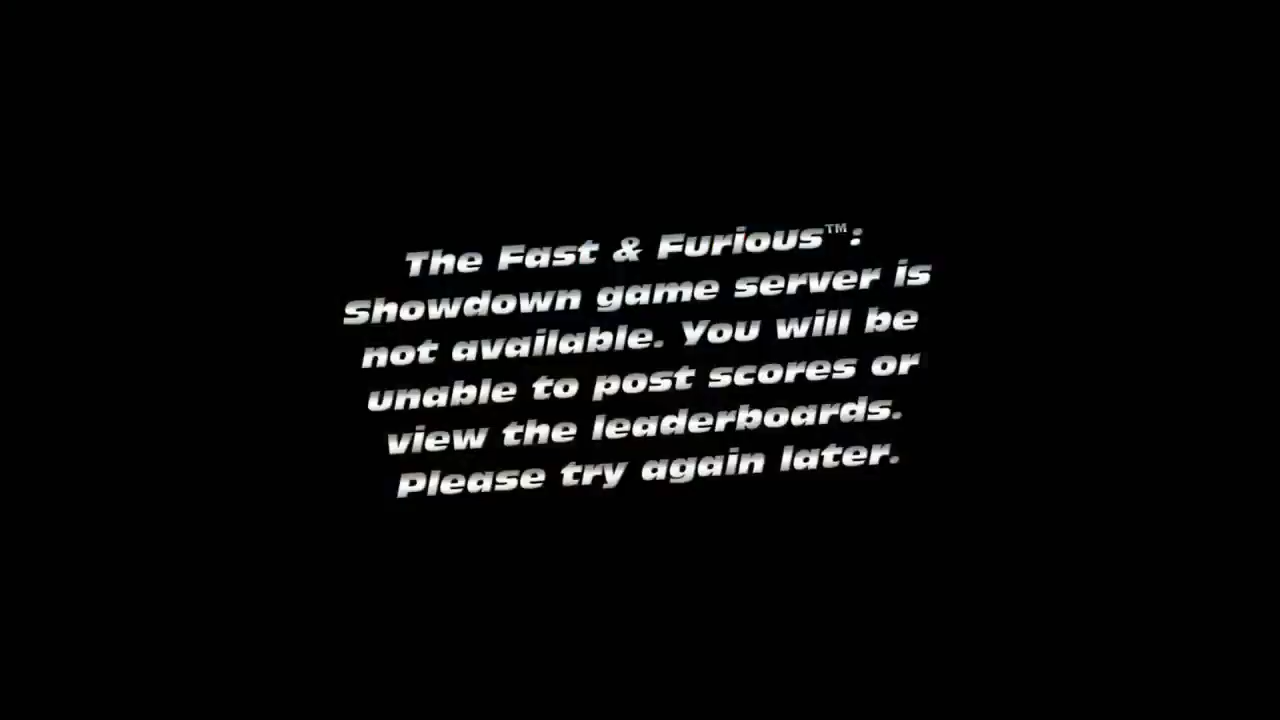 The Fast & Furious™:
Showdown game server is
not available. You will be
unable to post scores or
view the leaderboards.
Please try again later.